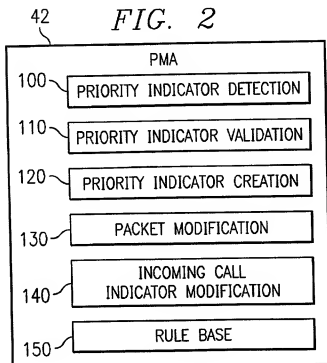 42
FIG. 2
PMA
100
PRIORITY INDICATOR DETECTION
110
PRIORITY INDICATOR VALIDATION
120
PRIORITY INDICATOR CREATION
130
PACKET MODIFICATION
140
INCOMING CALL
INDICATOR MODIFICATION
150
RULE BASE